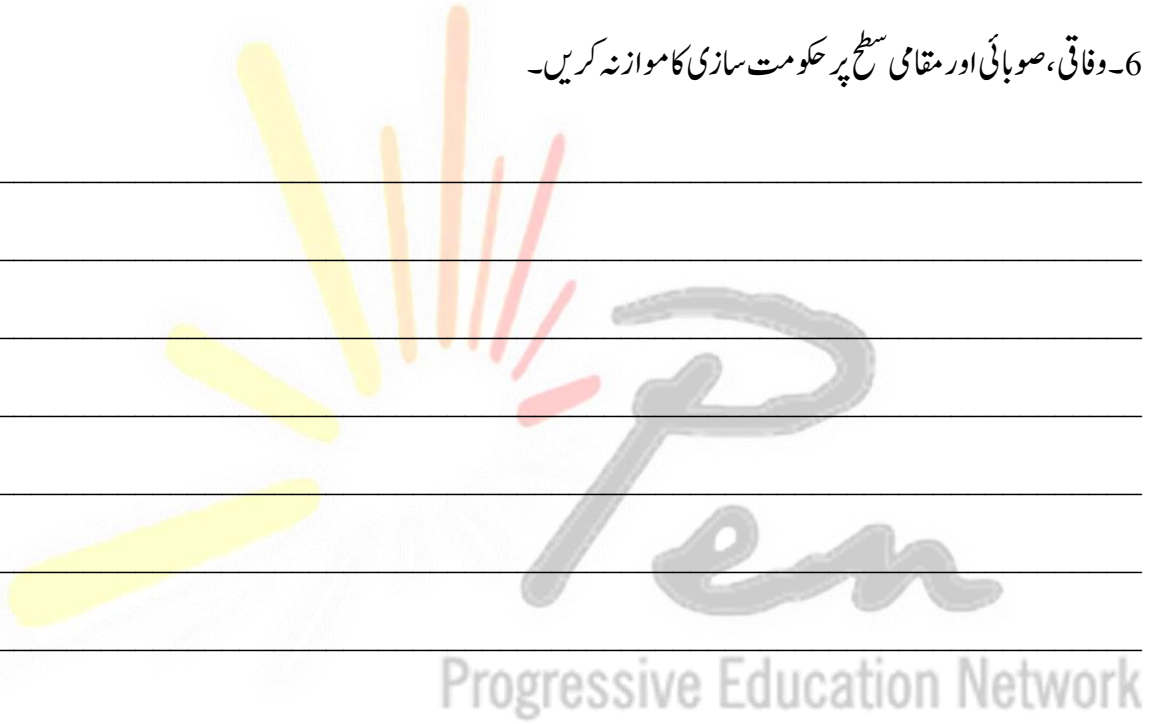 6۔ وفاقی، صوبائی اور مقامی سطح پر حکومت سازی کا موازنہ کریں۔
Pen
Progressive Education Network